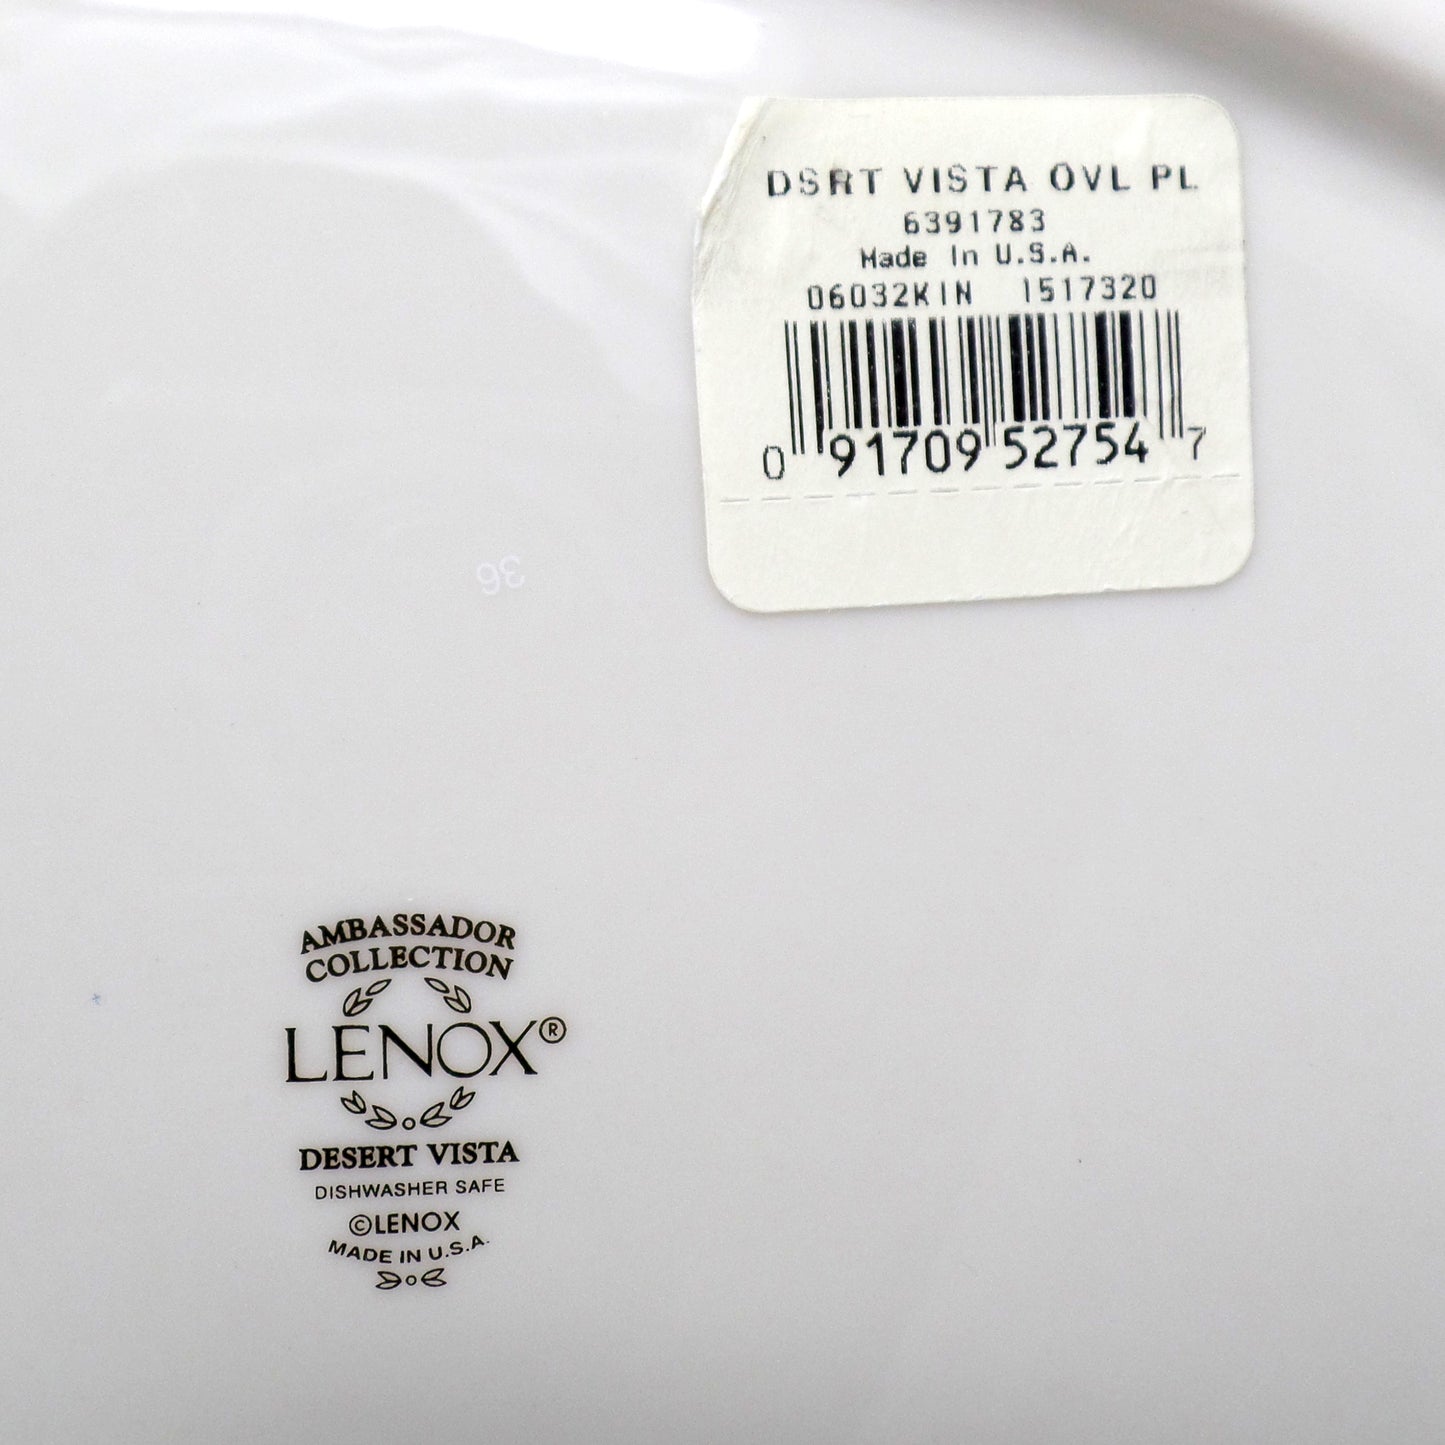 DSRT VISTA OVL PL
6391783
Made In U.S.A.
06032KIN 1517320
0 91709 52754 7
36
AMBASSADOR
COLLECTION
LENOX®
DESERT VISTA
DISHWASHER SAFE
©LENOX
MADE IN U.S.A.